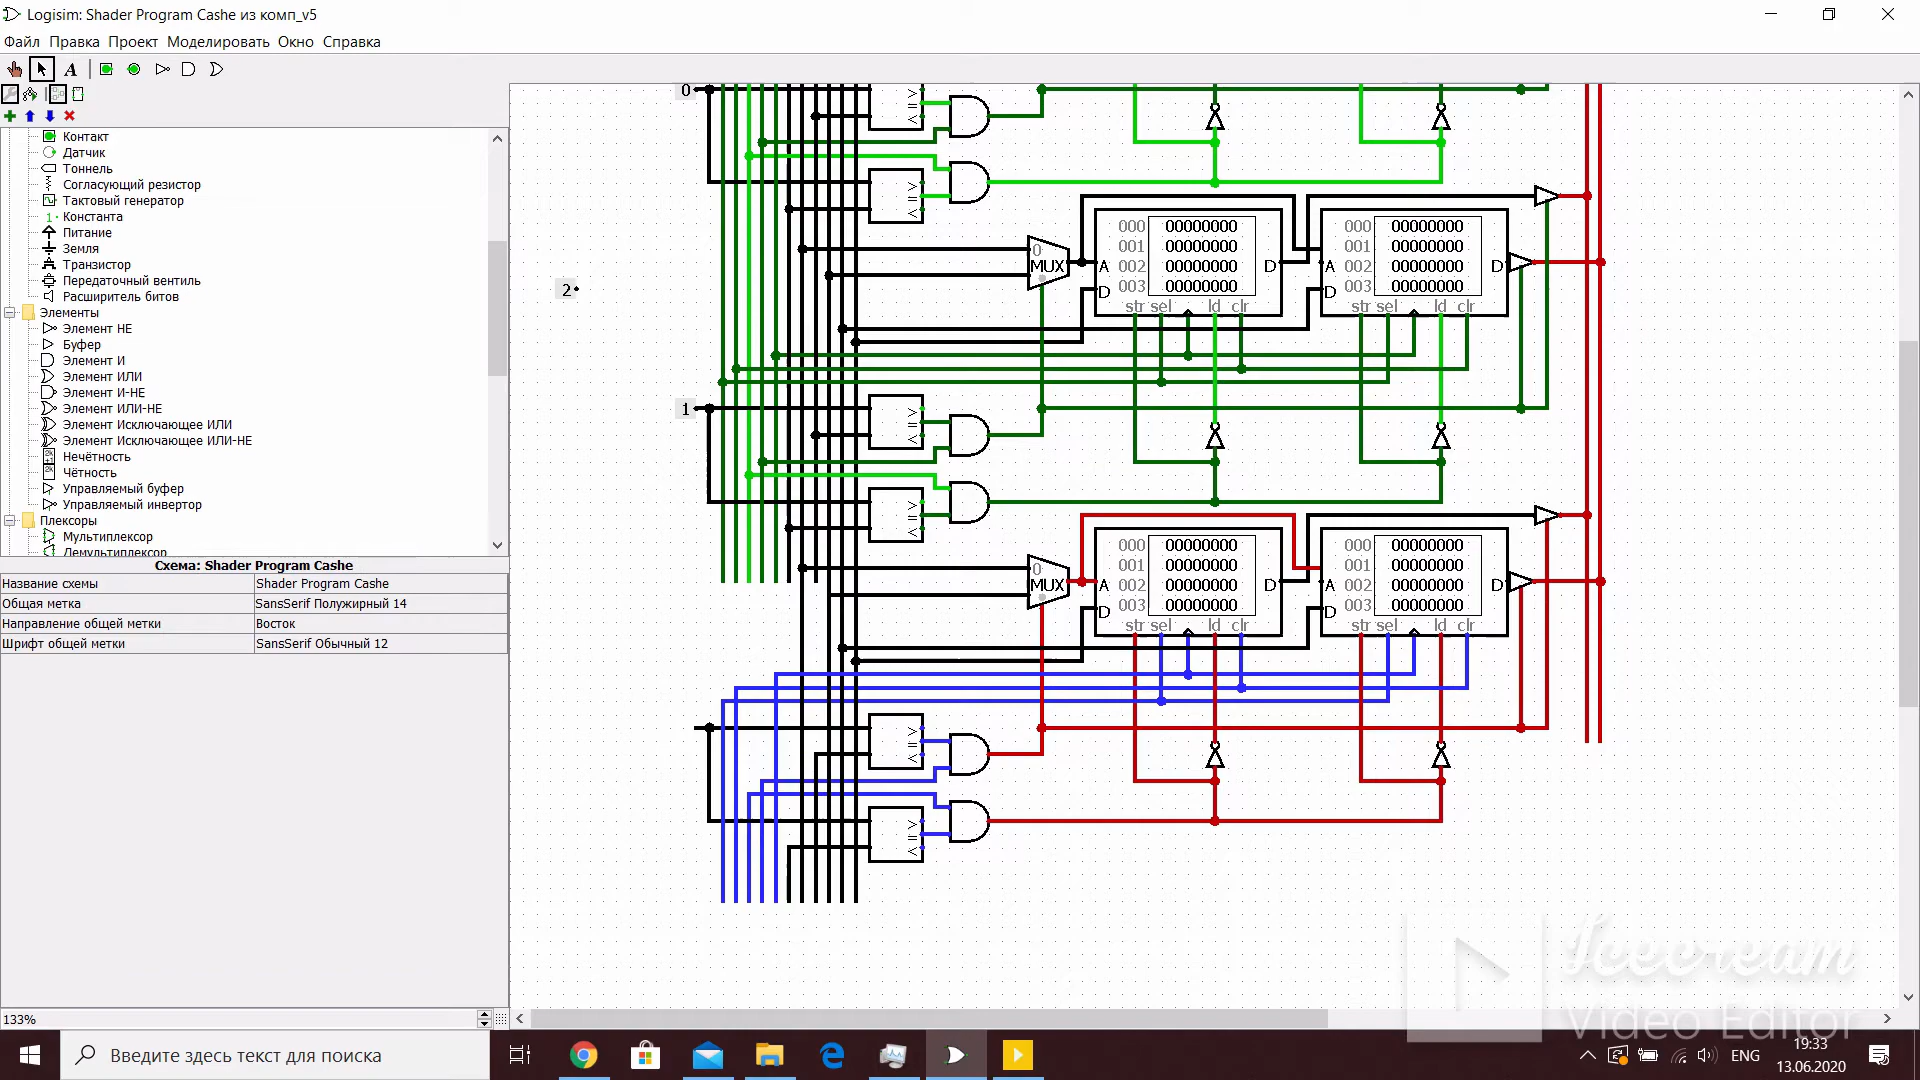 Logisim: Shader Program Cashe из комп_v5
Файл Правка Проект Моделировать Окно Справка
A
Контакт
Датчик
Тоннель
Согласующий резистор
Тактовый генератор
Константа
Питание
Земля
Транзистор
Передаточный вентиль
Расширитель битов
Элементы
Элемент НЕ
Буфер
Элемент И
Элемент ИЛИ
Элемент И-НЕ
Элемент ИЛИ-НЕ
Элемент Исключающее ИЛИ
Элемент Исключающее ИЛИ-НЕ
Нечётность
Чётность
Управляемый буфер
Управляемый инвертор
Плексоры
Мультиплексор
Демультиплексор
Схема: Shader Program Cashe
Название схемы Shader Program Cashe
Общая метка SansSerif Полужирный 14
Направление общей метки Восток
Шрифт общей метки SansSerif Обычный 12
133%
0
> = <
> = <
2
0 MUX
A D 000 00000000
001 00000000
002 00000000
003 00000000
D str sel ld clr
A D 000 00000000
001 00000000
002 00000000
003 00000000
D str sel ld clr
1
> = <
> = <
0 MUX
A D 000 00000000
001 00000000
002 00000000
003 00000000
D str sel ld clr
A D 000 00000000
001 00000000
002 00000000
003 00000000
D str sel ld clr
> = <
> = <
Icecream
Video Editor
Введите здесь текст для поиска
ENG
19:33
13.06.2020